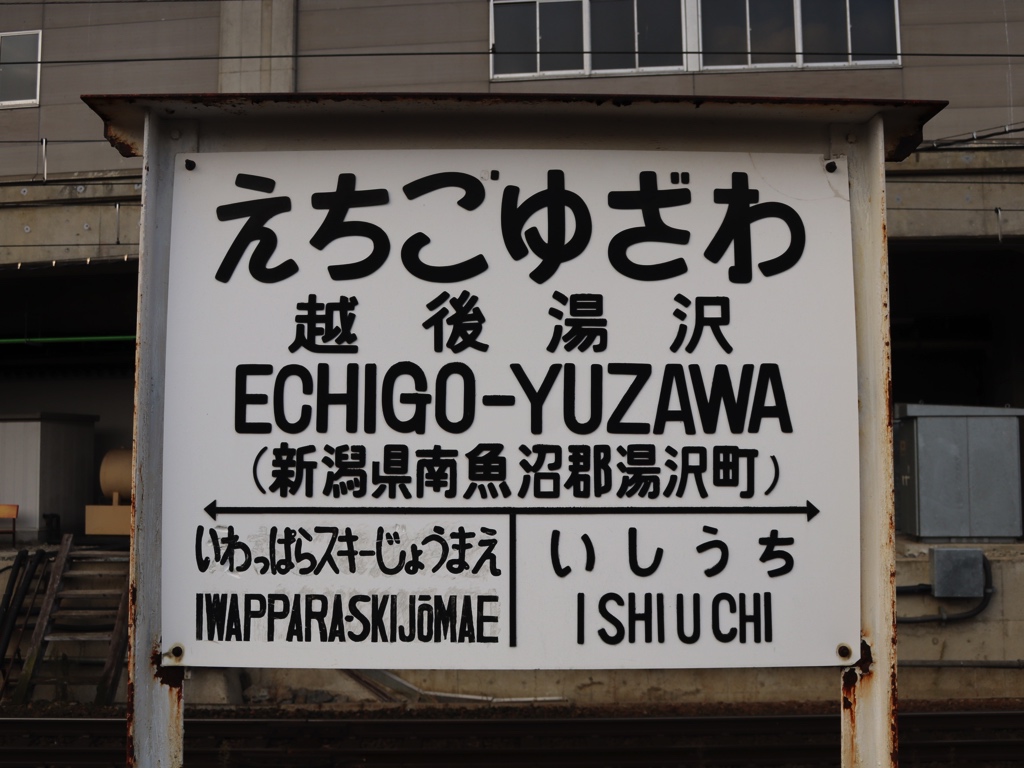 えちごゆざわ
越後湯沢
ECHIGO-YUZAWA
(新潟県南魚沼郡湯沢町)
いわっぱらスキーじょうまえ
いしうち
IWAPPARA-SKIJŌMAE
ISHIUCHI